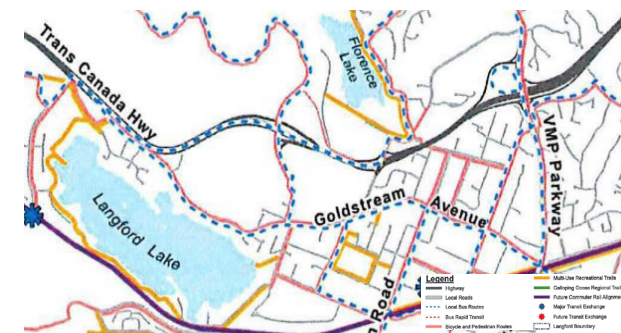 Trans Canada Hwy
Florence
Lake
VMP Parkway
Langford Lake
Goldstream Avenue
Road
Legend
Highway
Local Roads
Local Bus Routes
Bus Rapid Transit
Bicycle and Pedestrian Routes
Multi-Use Recreational Trails
Galloping Goose Regional Trail
Future Commuter Rail Alignm
Major Transit Exchange
Future Transit Exchange
Langford Boundary